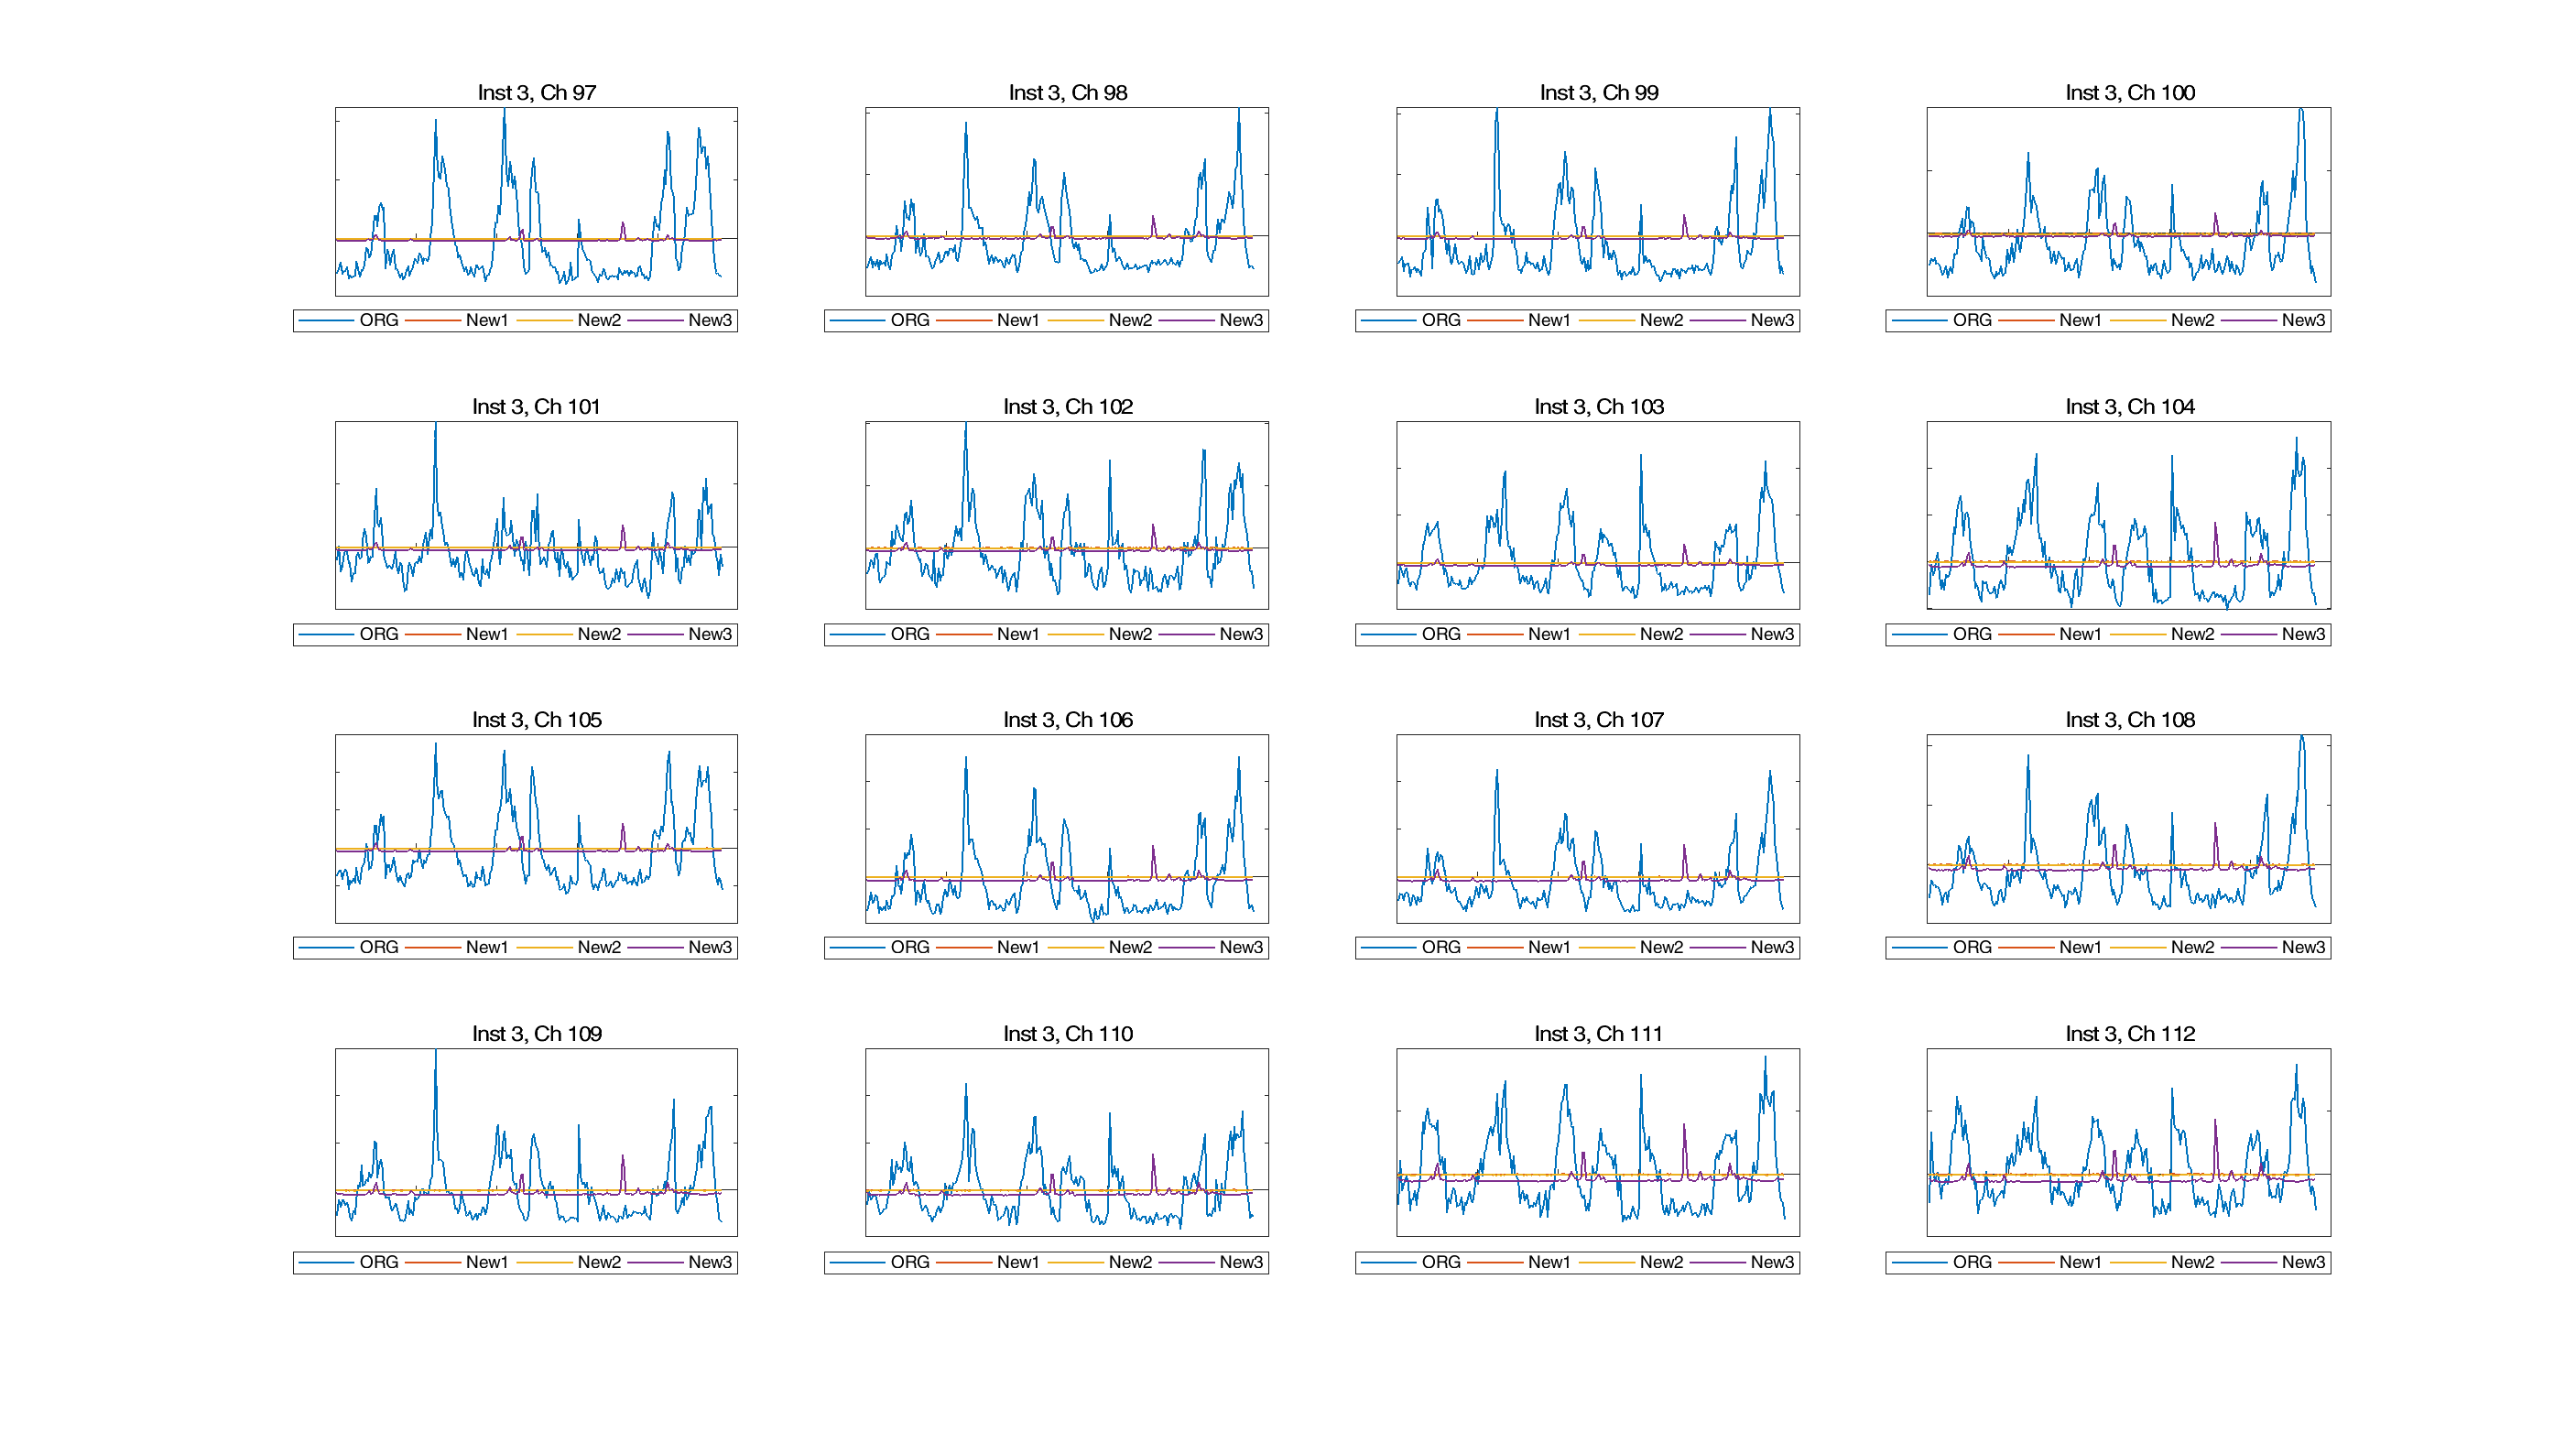 Inst 3, Ch 97
ORG New1 New2 New3
Inst 3, Ch 98
ORG New1 New2 New3
Inst 3, Ch 99
ORG New1 New2 New3
Inst 3, Ch 100
ORG New1 New2 New3
Inst 3, Ch 101
ORG New1 New2 New3
Inst 3, Ch 102
ORG New1 New2 New3
Inst 3, Ch 103
ORG New1 New2 New3
Inst 3, Ch 104
ORG New1 New2 New3
Inst 3, Ch 105
ORG New1 New2 New3
Inst 3, Ch 106
ORG New1 New2 New3
Inst 3, Ch 107
ORG New1 New2 New3
Inst 3, Ch 108
ORG New1 New2 New3
Inst 3, Ch 109
ORG New1 New2 New3
Inst 3, Ch 110
ORG New1 New2 New3
Inst 3, Ch 111
ORG New1 New2 New3
Inst 3, Ch 112
ORG New1 New2 New3